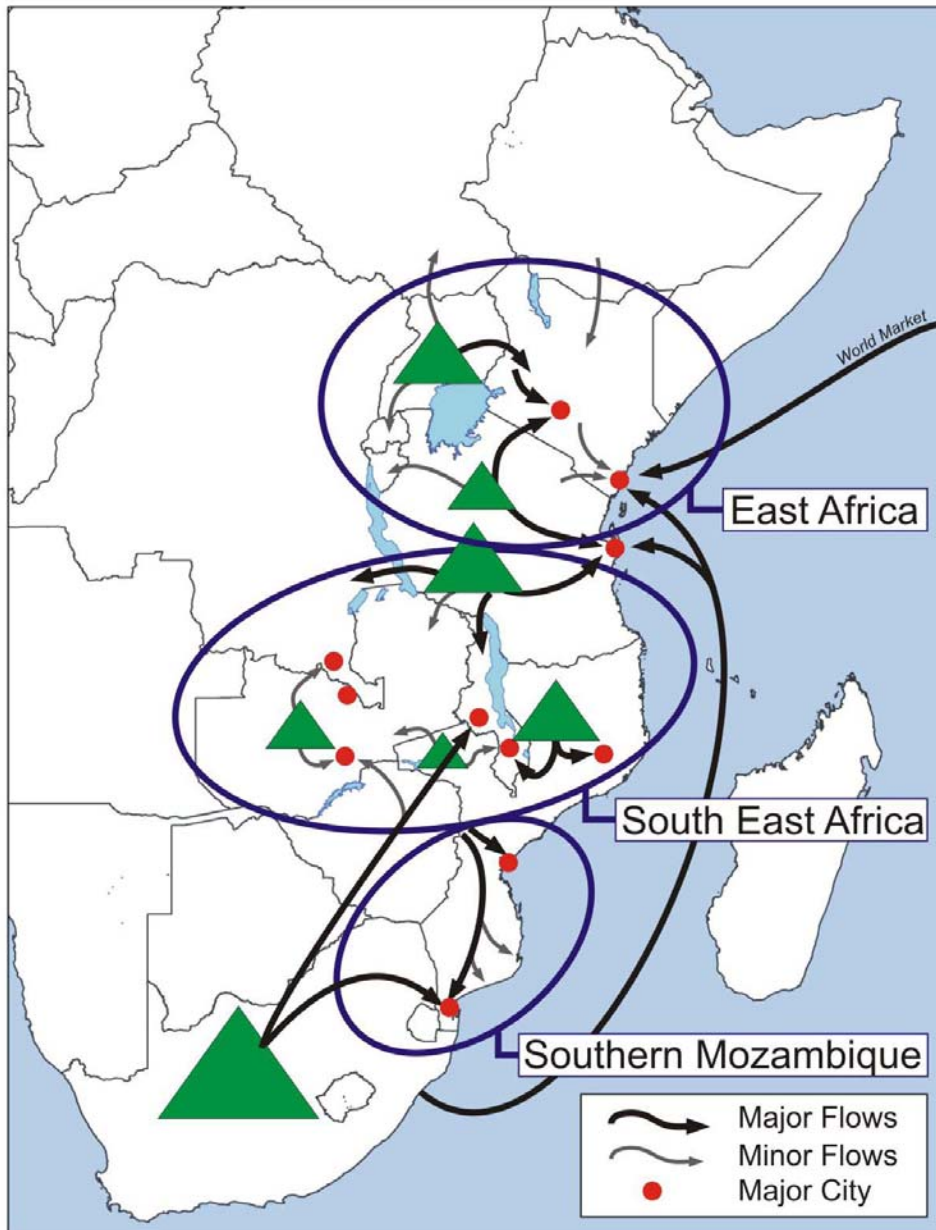 World Market
East Africa
South East Africa
Southern Mozambique
Major Flows
Minor Flows
Major City